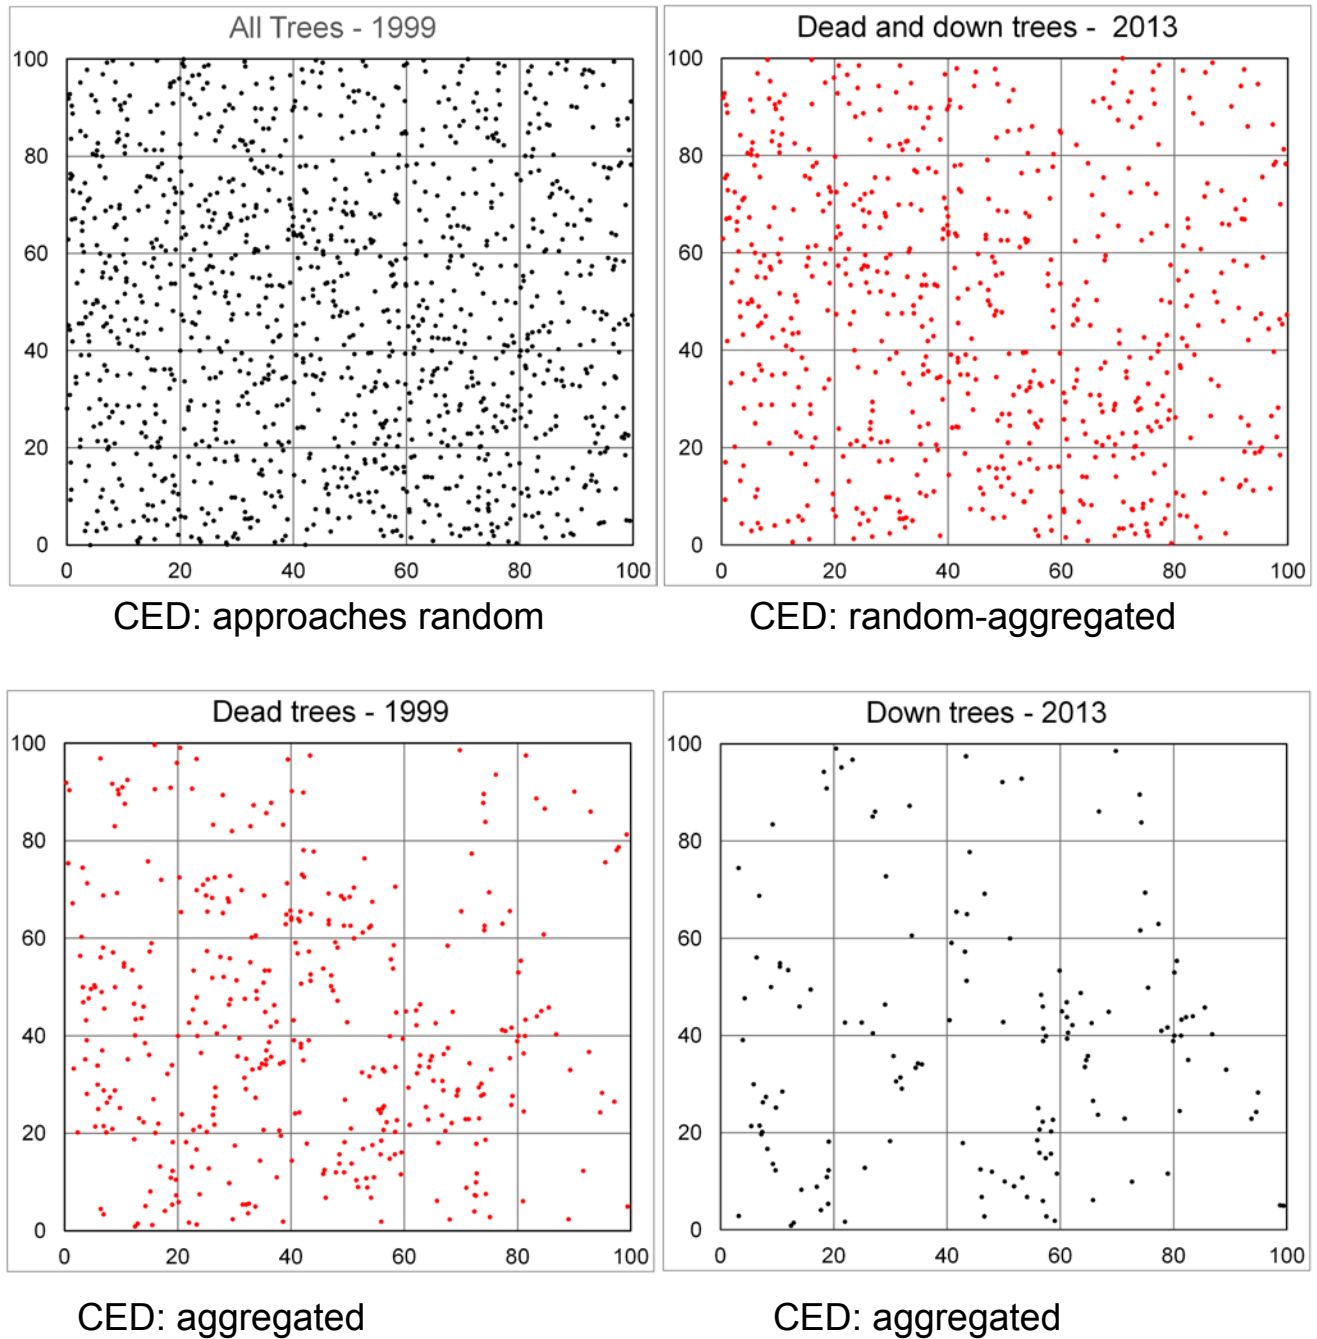 All Trees - 1999
100
80
60
40
20
0
0 20 40 60 80 100
CED: approaches random
Dead and down trees - 2013
100
80
60
40
20
0
0 20 40 60 80 100
CED: random-aggregated
Dead trees - 1999
100
80
60
40
20
0
0 20 40 60 80 100
CED: aggregated
Down trees - 2013
100
80
60
40
20
0
0 20 40 60 80 100
CED: aggregated